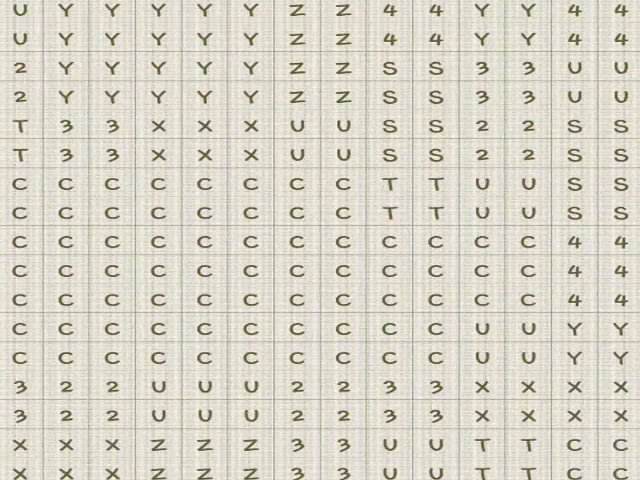 U Y Y Y Y Y Z Z 4 4 Y Y 4 4
U Y Y Y Y Y Z Z 4 4 Y Y 4 4
2 Y Y Y Y Y Z Z S S 3 3 U U
2 Y Y Y Y Y Z Z S S 3 3 U U
T 3 3 X X X U U S S 2 2 S S
T 3 3 X X X U U S S 2 2 S S
C C C C C C C C T T U U S S
C C C C C C C C T T U U S S
C C C C C C C C C C C C 4 4
C C C C C C C C C C C C 4 4
C C C C C C C C C C C C 4 4
C C C C C C C C C C U U Y Y
C C C C C C C C C C U U Y Y
3 2 2 U U U 2 2 3 3 X X X X
3 2 2 U U U 2 2 3 3 X X X X
X X X Z Z Z 3 3 U U T T C C
X X X Z Z Z 3 3 U U T T C C